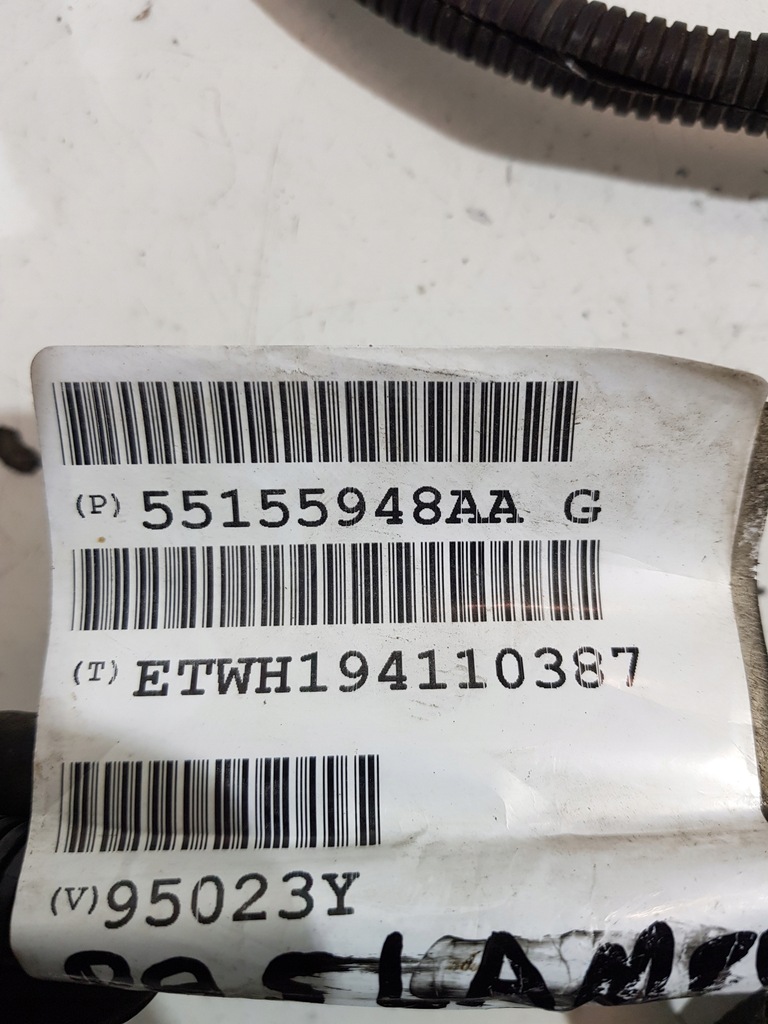 (P) 55155948AA G
(T) ETWH194110387
(V) 95023Y